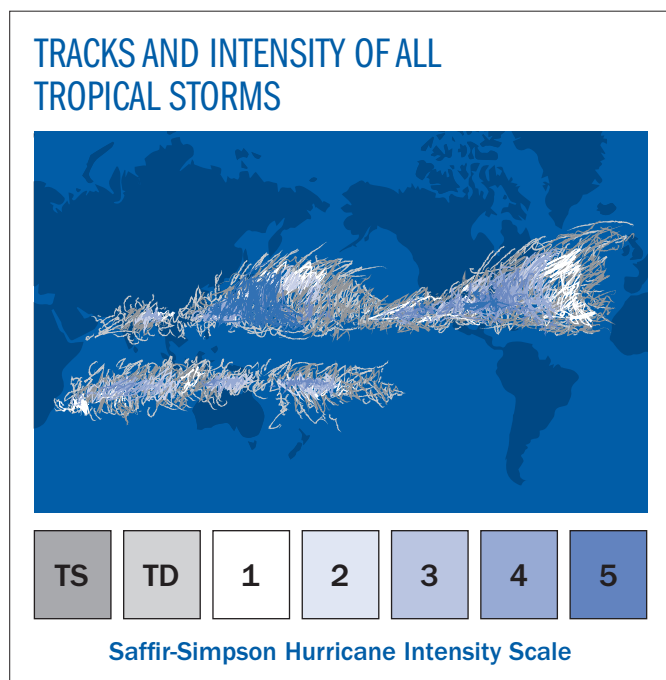 TRACKS AND INTENSITY OF ALL
TROPICAL STORMS
TS TD 1 2 3 4 5
Saffir-Simpson Hurricane Intensity Scale